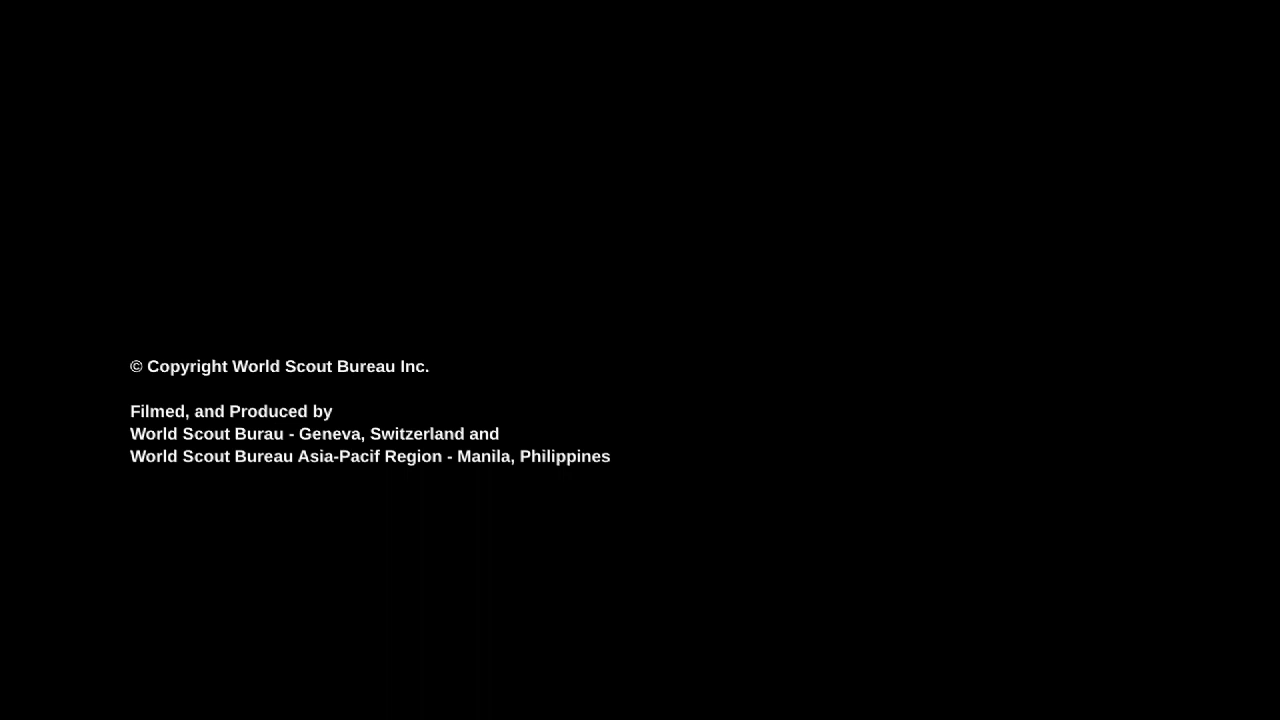 © Copyright World Scout Bureau Inc.
Filmed, and Produced by
World Scout Burau - Geneva, Switzerland and
World Scout Bureau Asia-Pacif Region - Manila, Philippines